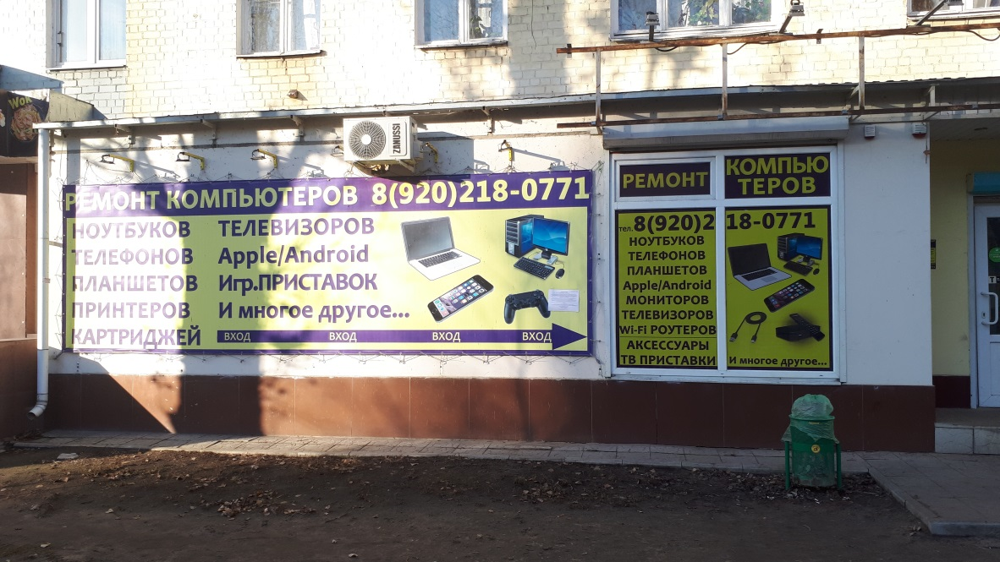 Wok
ZANUSSI
РЕМОНТ КОМПЬЮТЕРОВ 8(920)218-0771
НОУТБУКОВ ТЕЛЕВИЗОРОВ
ТЕЛЕФОНОВ Apple/Android
ПЛАНШЕТОВ Игр.ПРИСТАВОК
ПРИНТЕРОВ И многое другое...
КАРТРИДЖЕЙ ВХОД ВХОД ВХОД ВХОД
РЕМОНТ
КОМПЬЮ
ТЕРОВ
тел. 8(920)218-0771
НОУТБУКОВ
ТЕЛЕФОНОВ
ПЛАНШЕТОВ
Apple/Android
МОНИТОРОВ
ТЕЛЕВИЗОРОВ
Wi-Fi РОУТЕРОВ
АКСЕССУАРЫ
ТВ ПРИСТАВКИ
И многое другое...